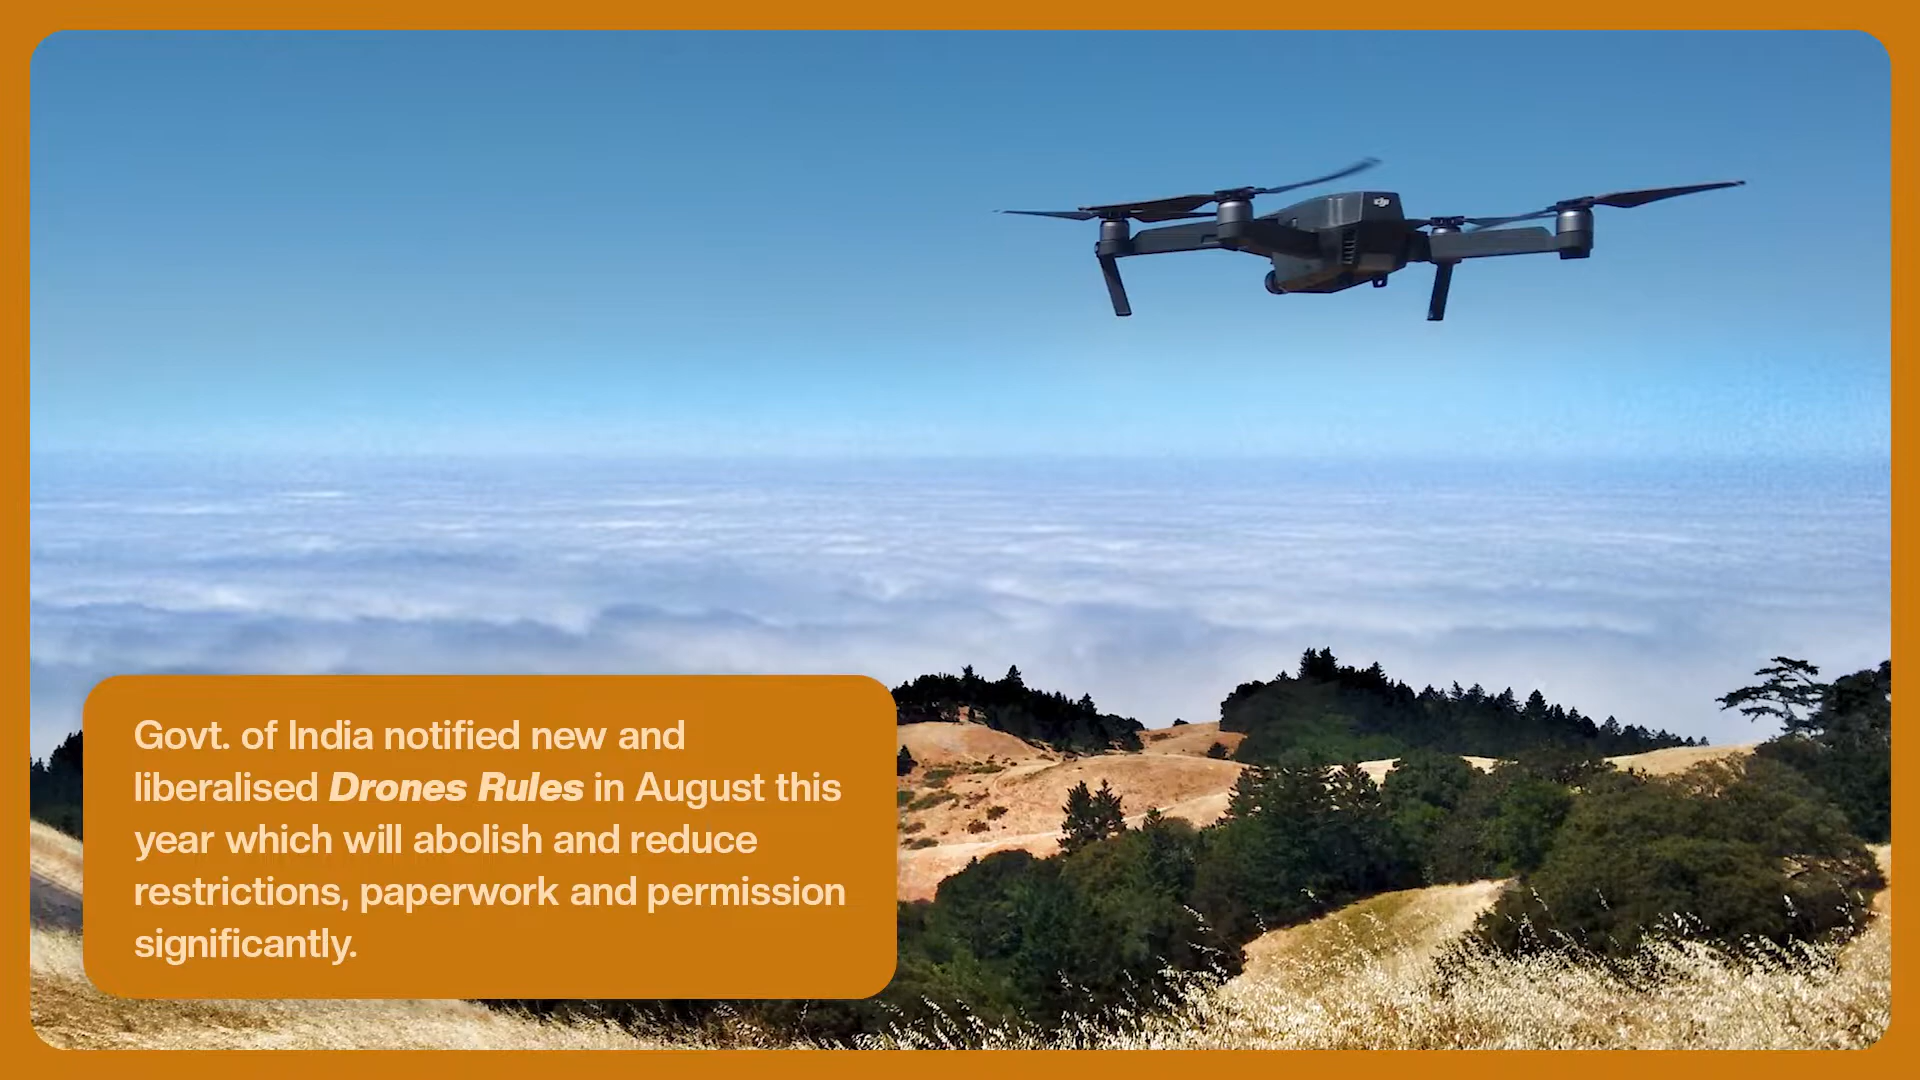 Govt. of India notified new and
liberalised Drones Rules in August this
year which will abolish and reduce
restrictions, paperwork and permission
significantly.